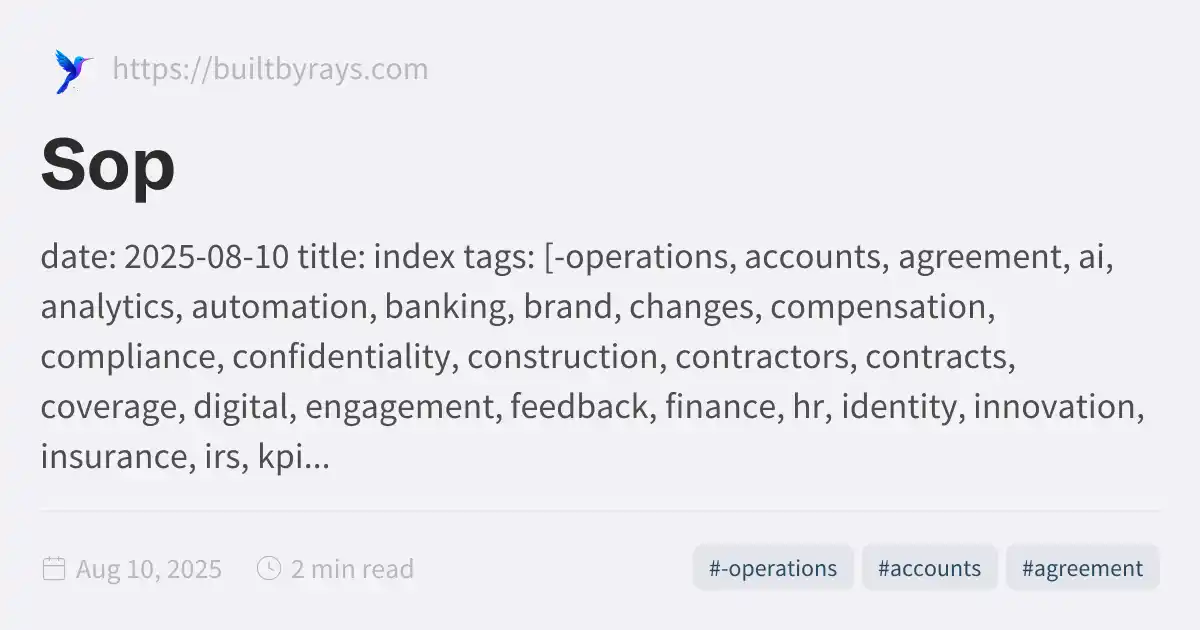 https://builtbyrays.com
Sop
date: 2025-08-10 title: index tags: [-operations, accounts, agreement, ai,
analytics, automation, banking, brand, changes, compensation,
compliance, confidentiality, construction, contractors, contracts,
coverage, digital, engagement, feedback, finance, hr, identity, innovation,
insurance, irs, kpi...
Aug 10, 2025 2 min read #-operations #accounts #agreement